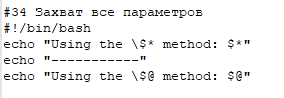 #34 Захват все параметров
#!/bin/bash
echo "Using the \$* method: $*"
echo "-----------"
echo "Using the \$@ method: $@"